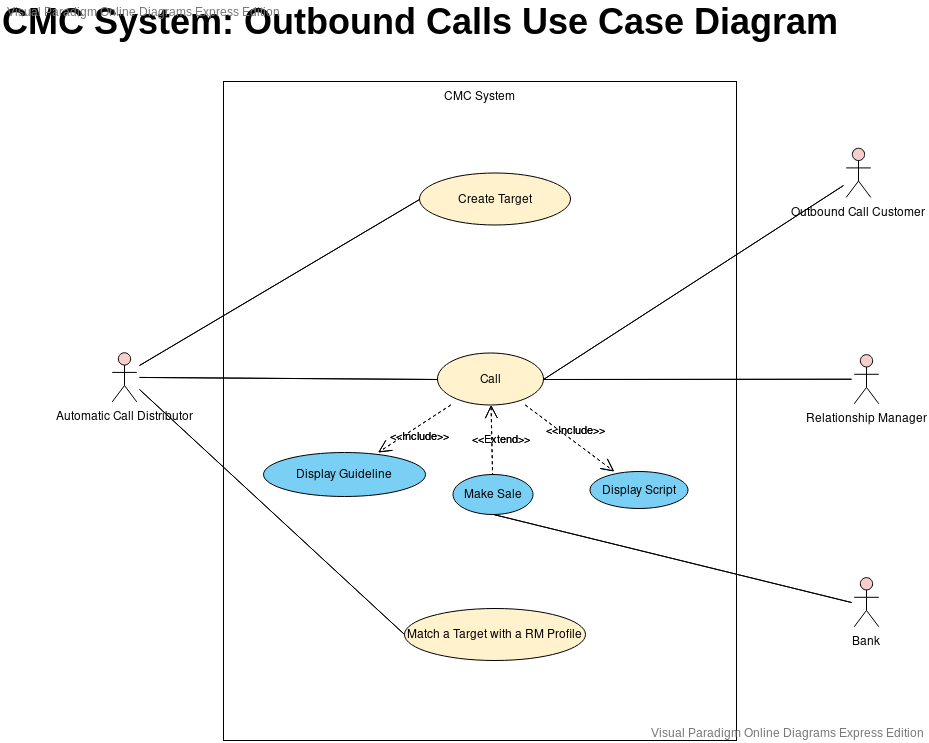 Visual Paradigm Online Diagrams Express Edition
CMC System: Outbound Calls Use Case Diagram
CMC System
Create Target
Outbound Call Customer
Call
Automatic Call Distributor
Relationship Manager
<<Include>>
<<Extend>>
<<Include>>
Display Guideline
Make Sale
Display Script
Match a Target with a RM Profile
Bank
Visual Paradigm Online Diagrams Express Edition